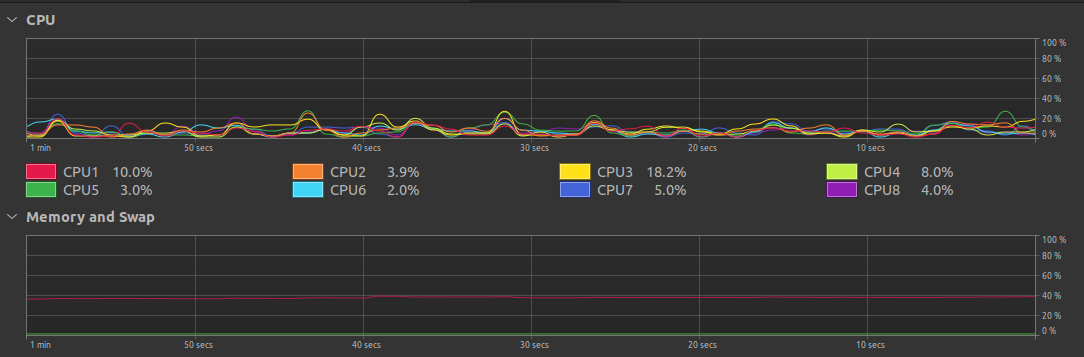 CPU
100 %
80 %
60 %
40 %
20 %
0 %
1 min 50 secs 40 secs 30 secs 20 secs 10 secs
CPU1 10.0% CPU2 3.9% CPU3 18.2% CPU4 8.0%
CPU5 3.0% CPU6 2.0% CPU7 5.0% CPU8 4.0%
Memory and Swap
100 %
80 %
60 %
40 %
20 %
0 %
1 min 50 secs 40 secs 30 secs 20 secs 10 secs